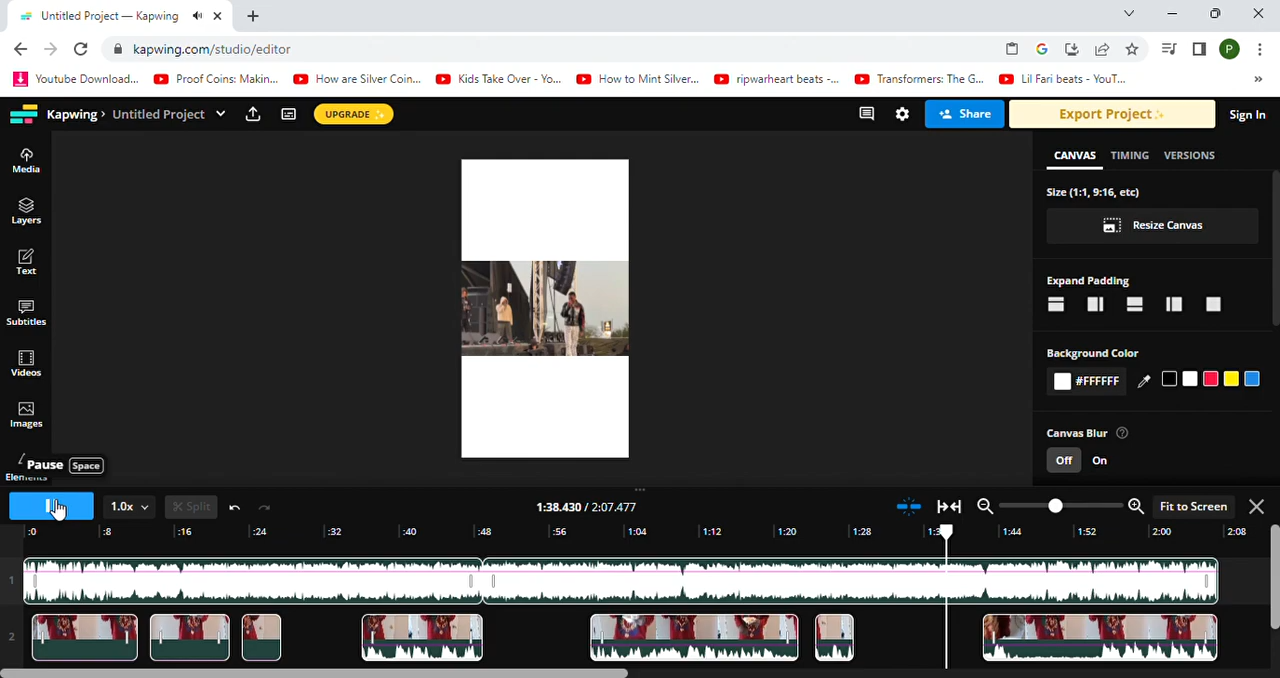 Untitled Project — Kapwing
kapwing.com/studio/editor
P
Youtube Download... Proof Coins: Makin... How are Silver Coin... Kids Take Over - Yo... How to Mint Silver... ripwarheart beats -... Transformers: The G... Lil Fari beats - YouT... »
Kapwing › Untitled Project UPGRADE Share Export Project Sign In
Media
Layers
Text
Subtitles
Videos
Images
Elements
CANVAS TIMING VERSIONS
Size (1:1, 9:16, etc)
Resize Canvas
Expand Padding
Background Color
#FFFFFF
Canvas Blur
Off On
Pause Space
1.0x Split 1:38.430 / 2:07.477 Fit to Screen
:0 :8 :16 :24 :32 :40 :48 :56 1:04 1:12 1:20 1:28 1:44 1:52 2:00 2:08
1
2